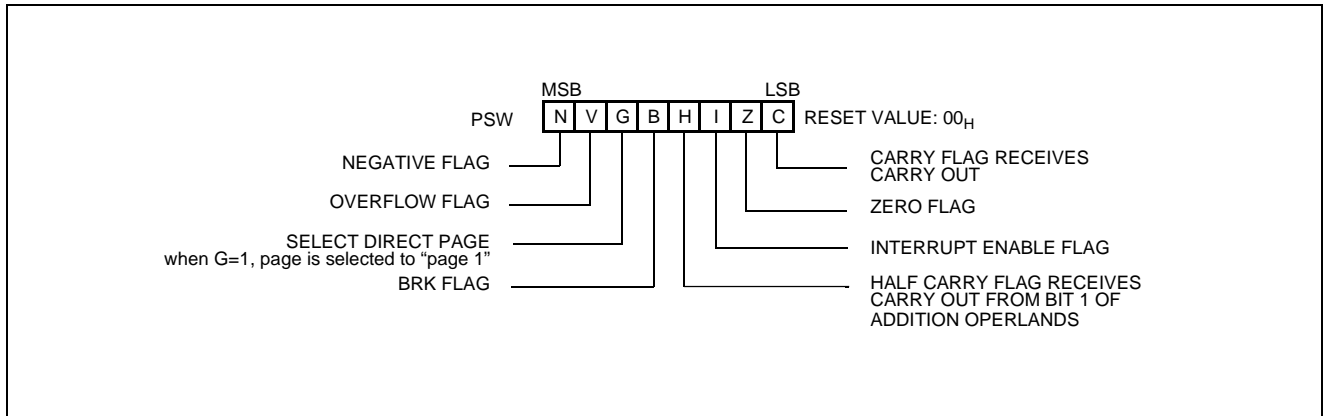 MSB LSB
PSW N V G B H I Z C RESET VALUE: 00H
NEGATIVE FLAG
OVERFLOW FLAG
SELECT DIRECT PAGE
when G=1, page is selected to “page 1”
BRK FLAG
CARRY FLAG RECEIVES
CARRY OUT
ZERO FLAG
INTERRUPT ENABLE FLAG
HALF CARRY FLAG RECEIVES
CARRY OUT FROM BIT 1 OF
ADDITION OPERLANDS